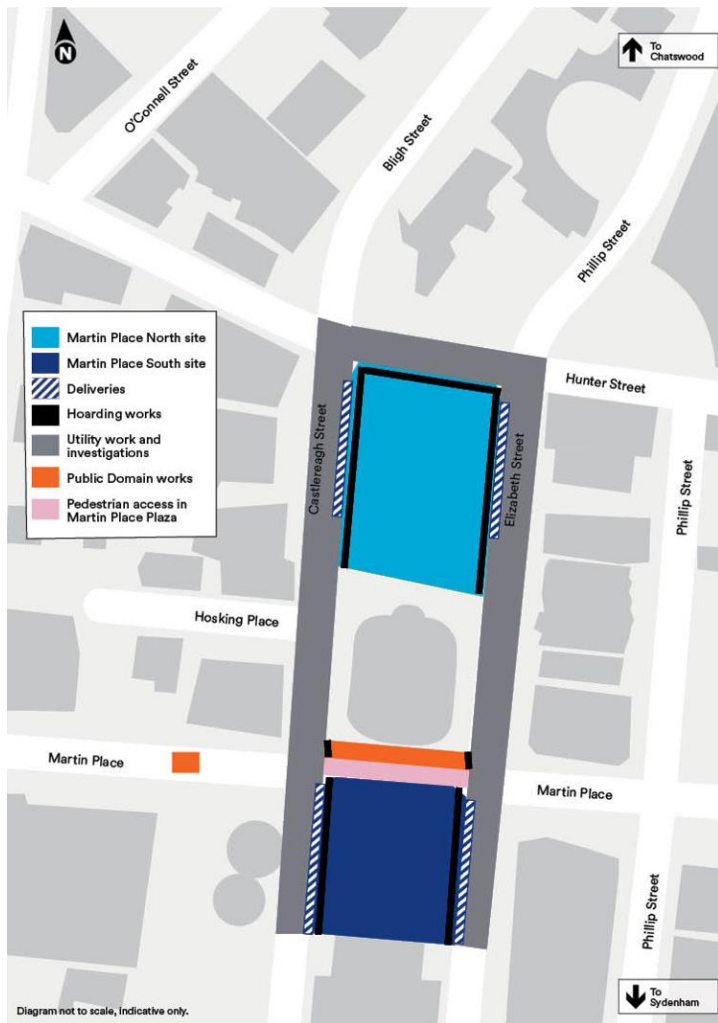 N
To
Chatswood
O'Connell Street
Bligh Street
Phillip Street
Martin Place North site
Martin Place South site
Deliveries
Hoarding works
Utility work and
investigations
Public Domain works
Pedestrian access in
Martin Place Plaza
Hunter Street
Castlereagh Street
Elizabeth Street
Phillip Street
Hosking Place
Martin Place
Martin Place
Phillip Street
To
Sydenham
Diagram not to scale, indicative only.